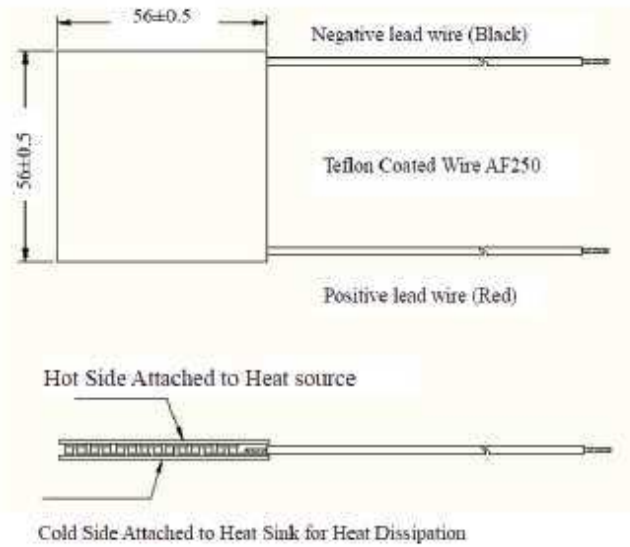 56±0.5
Negative lead wire (Black)
56±0.5
Teflon Coated Wire AF250
Positive lead wire (Red)
Hot Side Attached to Heat source
Cold Side Attached to Heat Sink for Heat Dissipation